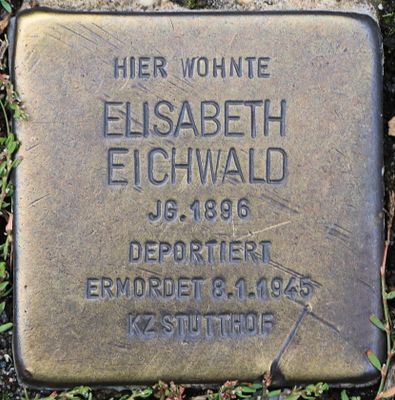 HIER WOHNTE
ELISABETH
EICHWALD
JG. 1896
DEPORTIERT
ERMORDET 8.1.1945
KZ STUTTHOF